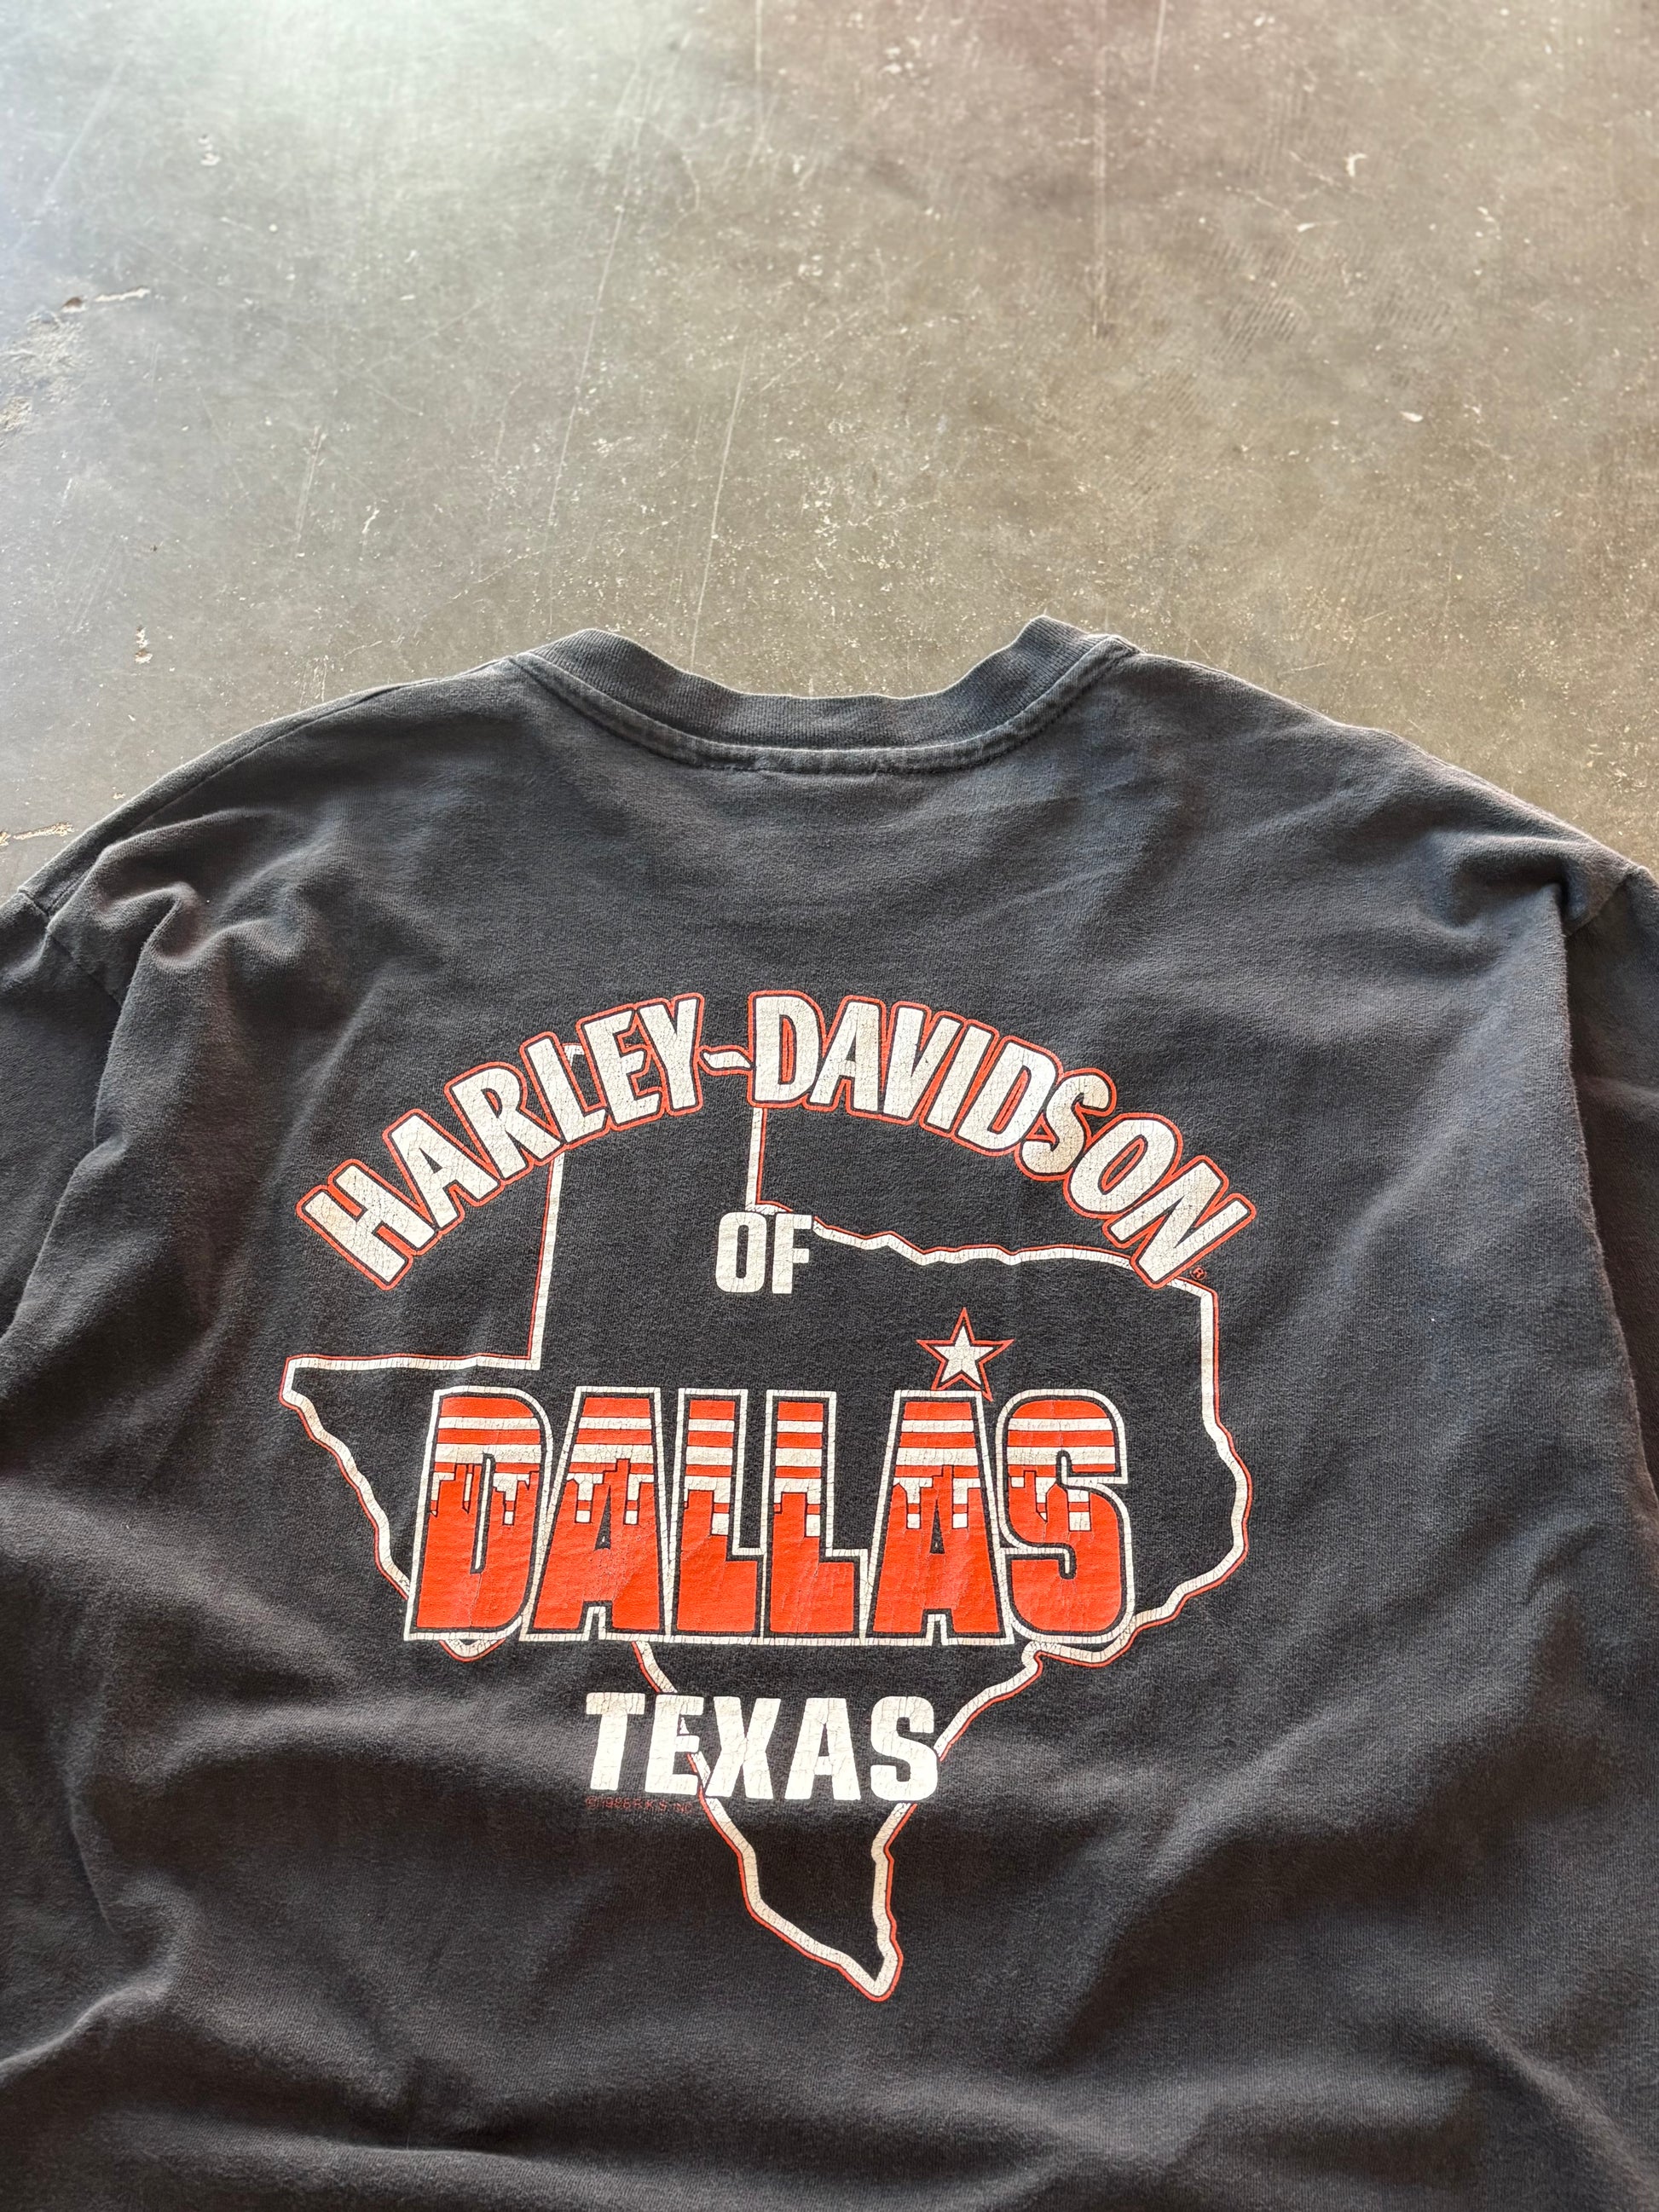 HARLEY-DAVIDSON®
OF
DALLAS
TEXAS